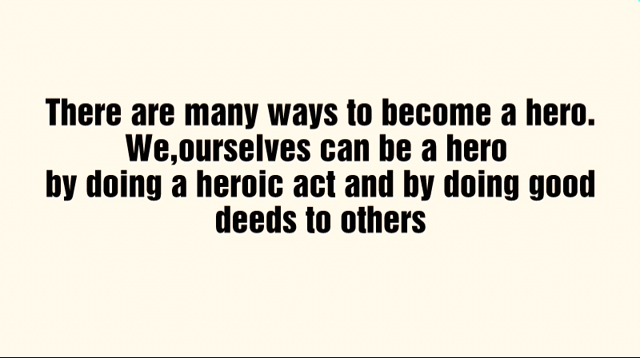 There are many ways to become a hero.
We,ourselves can be a hero
by doing a heroic act and by doing good
deeds to others